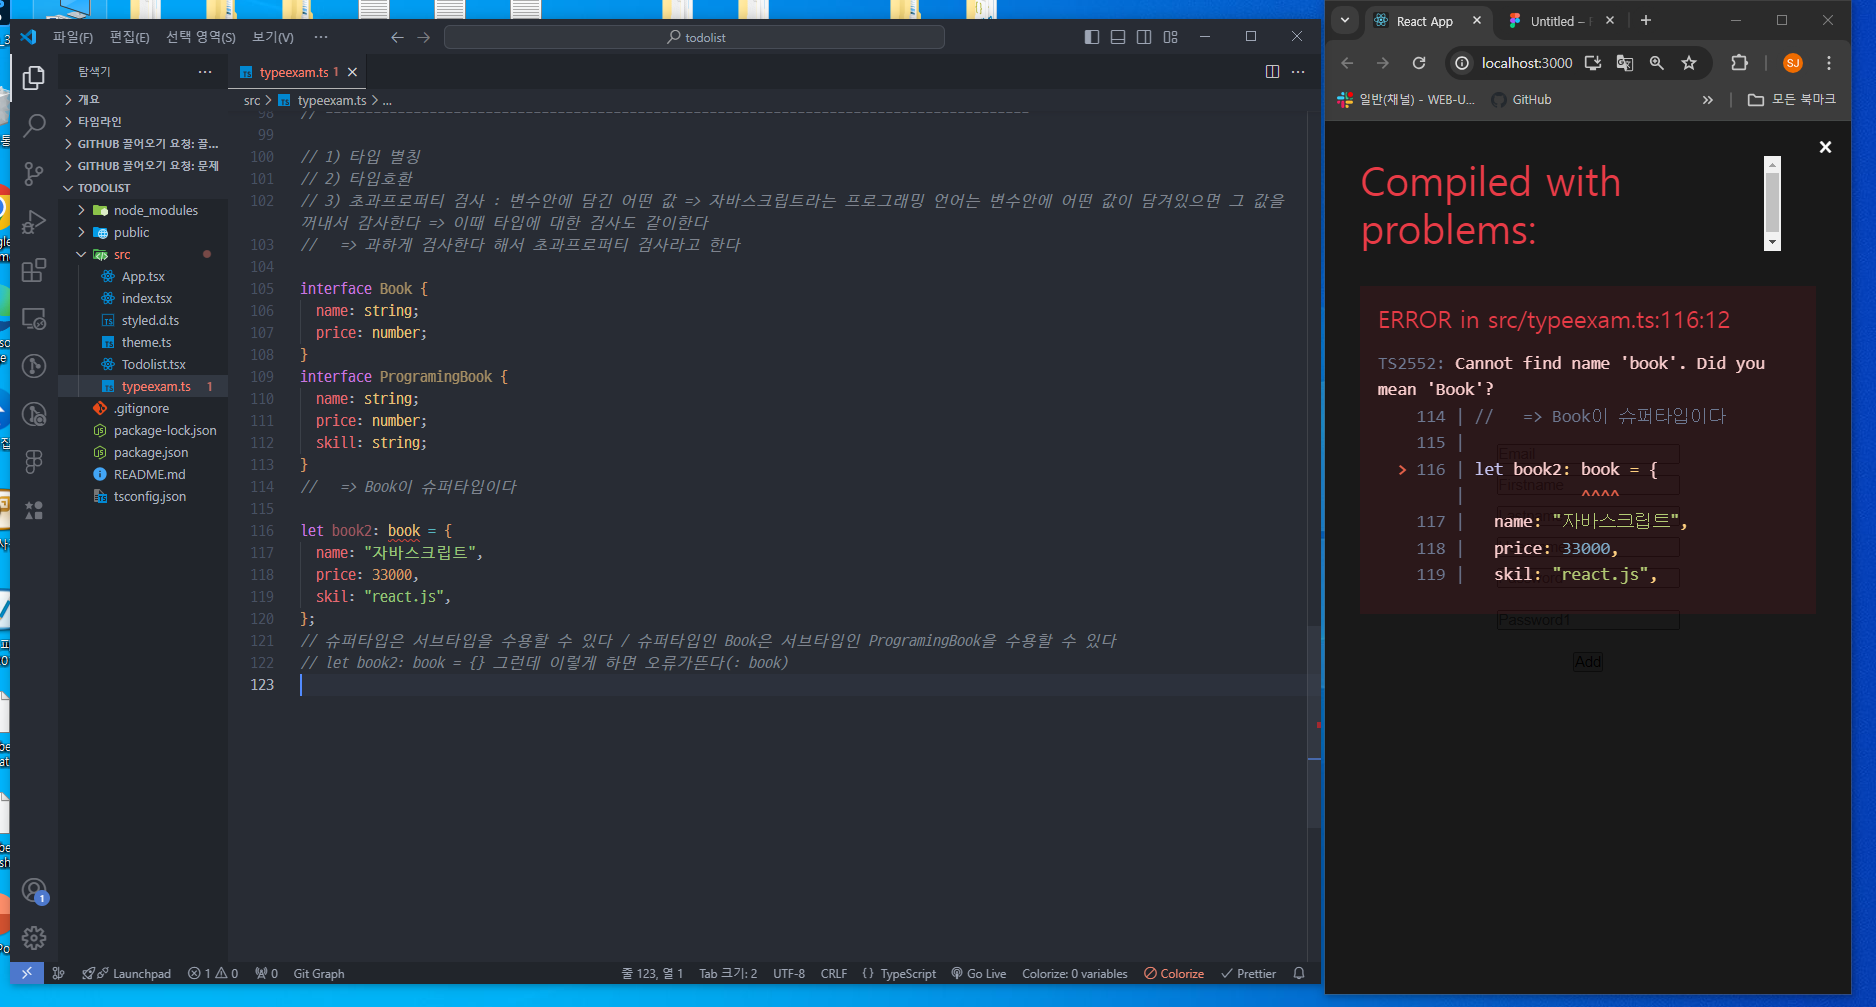 파일(F) 편집(E) 선택 영역(S) 보기(V) ···
todolist
탐색기
개요
타임라인
GITHUB 끌어오기 요청: 끌...
GITHUB 끌어오기 요청: 문제
TODOLIST
node_modules
public
src
App.tsx
index.tsx
styled.d.ts
theme.ts
Todolist.tsx
typeexam.ts 1
.gitignore
package-lock.json
package.json
README.md
tsconfig.json
typeexam.ts 1
src > typeexam.ts > ...
98 // ----------------------------------------------------------------------------------------
99
100 // 1) 타입 별칭
101 // 2) 타입호환
102 // 3) 초과프로퍼티 검사 : 변수안에 담긴 어떤 값 => 자바스크립트라는 프로그래밍 언어는 변수안에 어떤 값이 담겨있으면 그 값을
꺼내서 감사한다 => 이때 타입에 대한 검사도 같이한다
103 //   => 과하게 검사한다 해서 초과프로퍼티 검사라고 한다
104
105 interface Book {
106   name: string;
107   price: number;
108 }
109 interface ProgramingBook {
110   name: string;
111   price: number;
112   skill: string;
113 }
114 //   => Book이 슈퍼타입이다
115
116 let book2: book = {
117   name: "자바스크립트",
118   price: 33000,
119   skil: "react.js",
120 };
121 // 슈퍼타입은 서브타입을 수용할 수 있다 / 슈퍼타입인 Book은 서브타입인 ProgramingBook을 수용할 수 있다
122 // let book2: book = {} 그런데 이렇게 하면 오류가뜬다(: book)
123
1
Launchpad 1 0 0 Git Graph
줄 123, 열 1 Tab 크기: 2 UTF-8 CRLF {} TypeScript Go Live Colorize: 0 variables Colorize Prettier
React App
Untitled –
localhost:3000
SJ
일반(채널) - WEB-U... GitHub » 모든 북마크
Compiled with
problems:
ERROR in src/typeexam.ts:116:12
TS2552: Cannot find name 'book'. Did you
mean 'Book'?
114 | //   => Book이 슈퍼타입이다
115 |
Email
> 116 | let book2: book = {
Firstname
| ^^^^
117 |   name: "자바스크립트",
118 |   price: 33000,
119 |   skil: "react.js",
Password1
Add